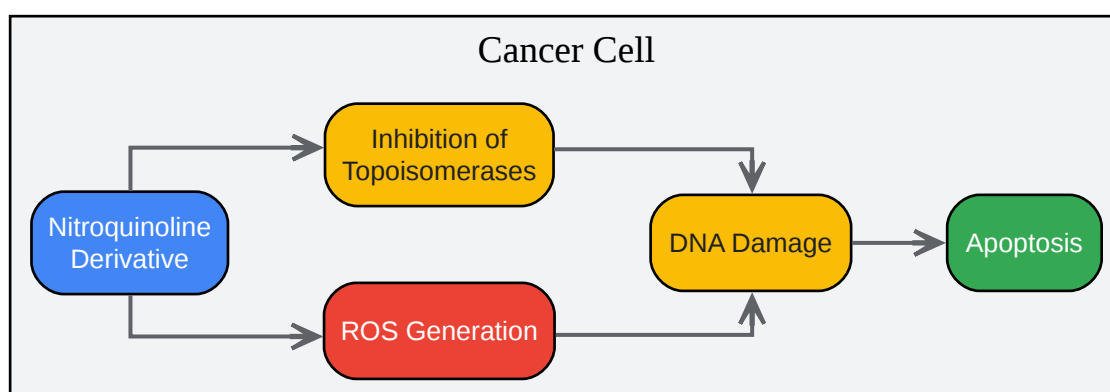 Cancer Cell
Inhibition of
Topoisomerases
Nitroquinoline
Derivative
DNA Damage
Apoptosis
ROS Generation